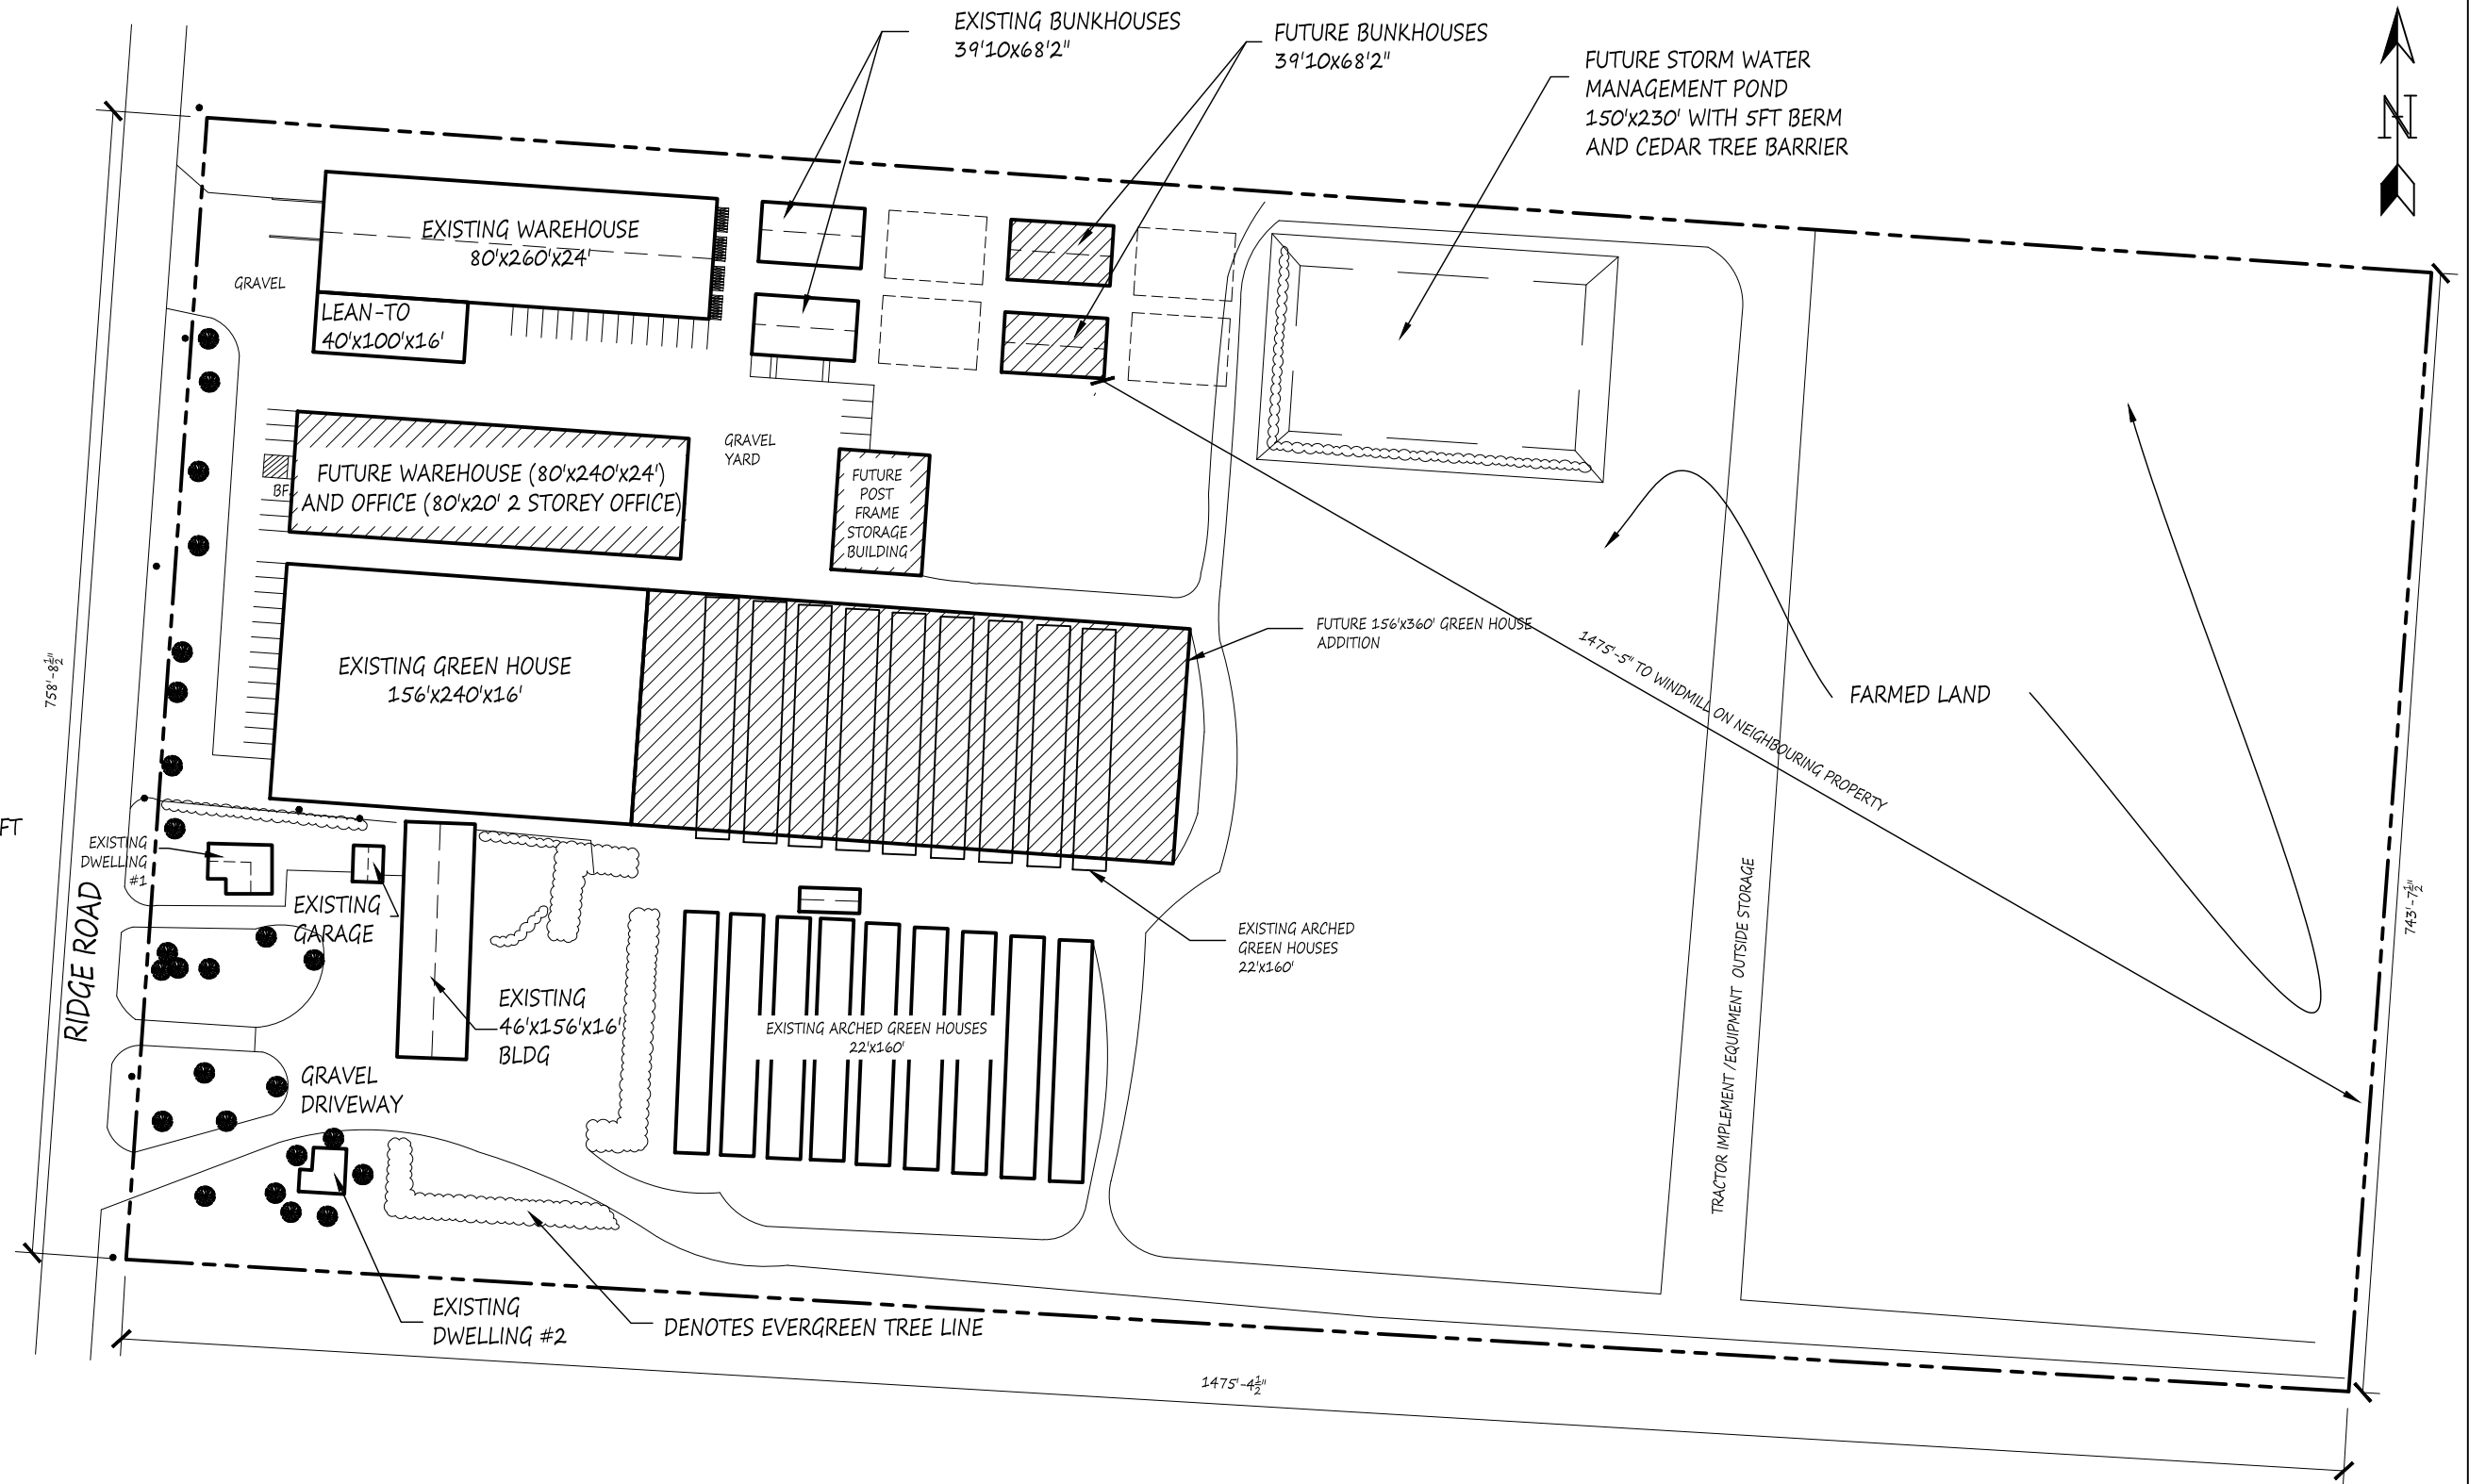 EXISTING BUNKHOUSES
39'10x68'2"
FUTURE BUNKHOUSES
39'10x68'2"
FUTURE STORM WATER
MANAGEMENT POND
150'x230' WITH 5FT BERM
AND CEDAR TREE BARRIER
N
EXISTING WAREHOUSE
80'x260'x24'
GRAVEL
LEAN-TO
40'x100'x16'
GRAVEL
YARD
FUTURE WAREHOUSE (80'x240'x24')
AND OFFICE (80'x20' 2 STOREY OFFICE)
BF
FUTURE
POST
FRAME
STORAGE
BUILDING
FUTURE 156'x360' GREEN HOUSE
ADDITION
1475'-5" TO WINDMILL ON NEIGHBOURING PROPERTY
FARMED LAND
EXISTING GREEN HOUSE
156'x240'x16'
758'-8½"
FT
EXISTING
DWELLING
#1
RIDGE ROAD
EXISTING
GARAGE
EXISTING ARCHED
GREEN HOUSES
22'x160'
743'-7½"
EXISTING
46'x156'x16'
BLDG
EXISTING ARCHED GREEN HOUSES
22'x160'
TRACTOR IMPLEMENT /EQUIPMENT OUTSIDE STORAGE
GRAVEL
DRIVEWAY
EXISTING
DWELLING #2
DENOTES EVERGREEN TREE LINE
1475'-4½"